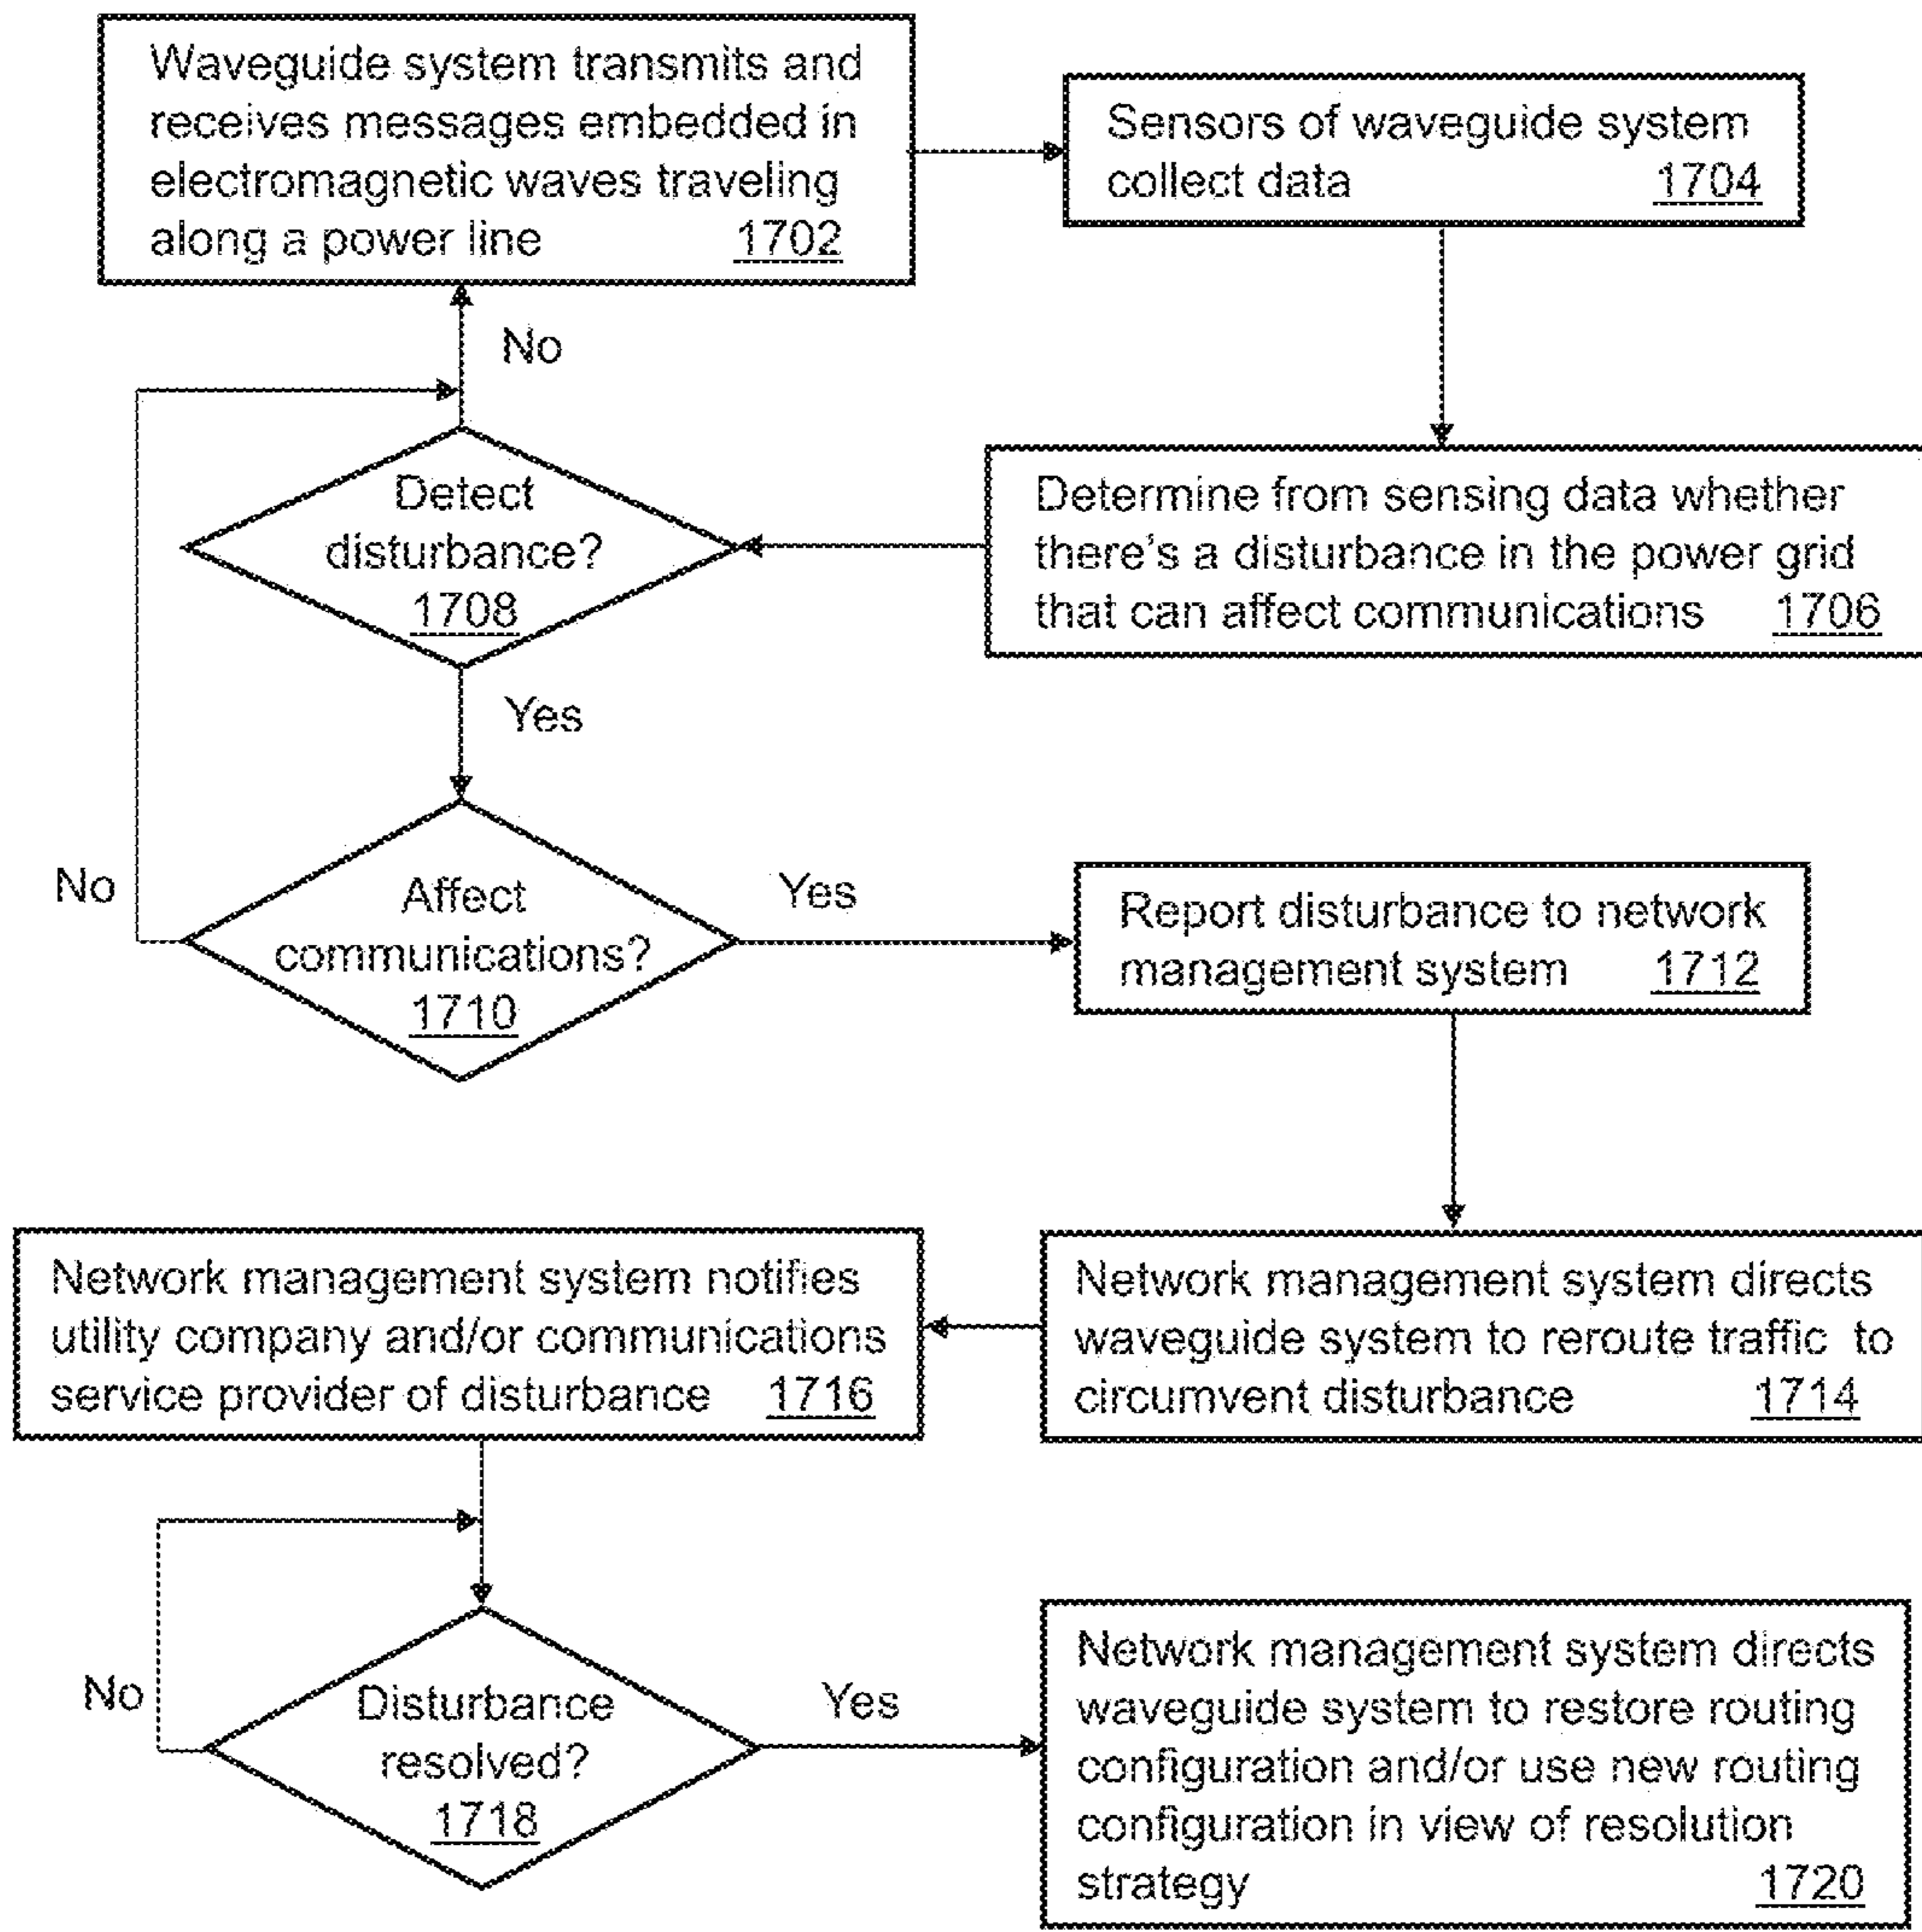 Waveguide system transmits and
receives messages embedded in
electromagnetic waves traveling
along a power line 1702
Sensors of waveguide system
collect data 1704
No
Detect
disturbance?
1708
Determine from sensing data whether
there's a disturbance in the power grid
that can affect communications 1706
Yes
No
Affect
communications?
1710
Yes
Report disturbance to network
management system 1712
Network management system notifies
utility company and/or communications
service provider of disturbance 1716
Network management system directs
waveguide system to reroute traffic to
circumvent disturbance 1714
No
Disturbance
resolved?
1718
Yes
Network management system directs
waveguide system to restore routing
configuration and/or use new routing
configuration in view of resolution
strategy 1720